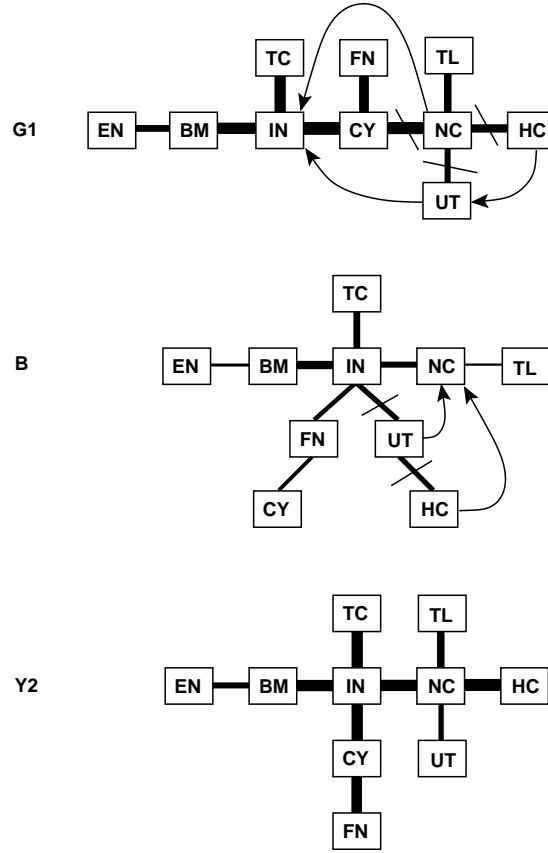 TC FN TL
G1 EN BM IN CY NC HC
UT
TC
B EN BM IN NC TL
FN UT
CY HC
TC TL
Y2 EN BM IN NC HC
CY UT
FN